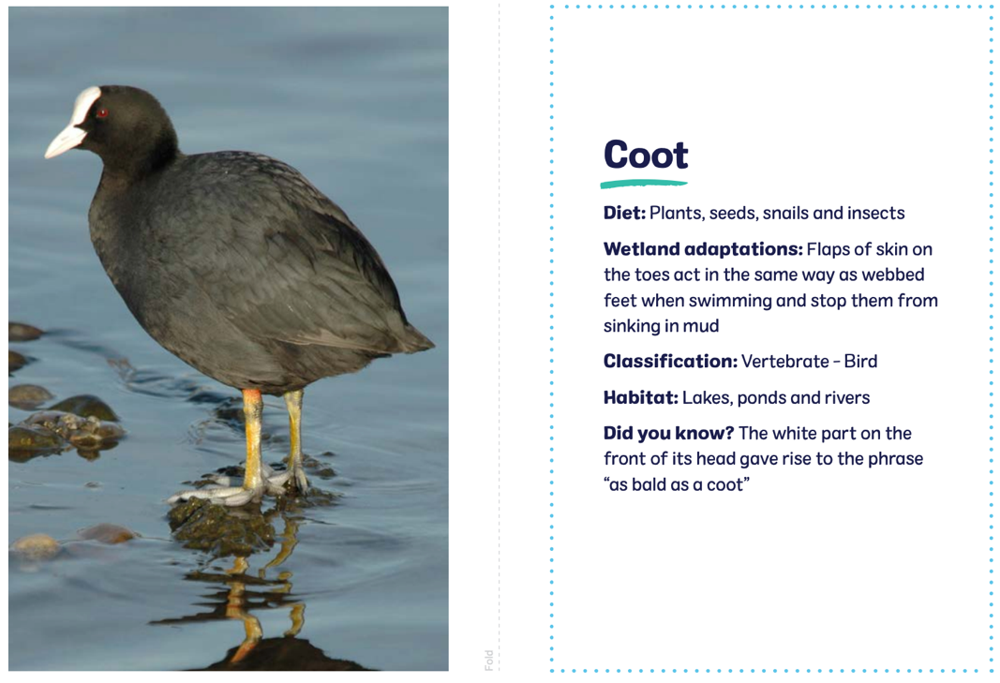 Coot
Diet: Plants, seeds, snails and insects
Wetland adaptations: Flaps of skin on
the toes act in the same way as webbed
feet when swimming and stop them from
sinking in mud
Classification: Vertebrate - Bird
Habitat: Lakes, ponds and rivers
Did you know? The white part on the
front of its head gave rise to the phrase
“as bald as a coot”
Fold